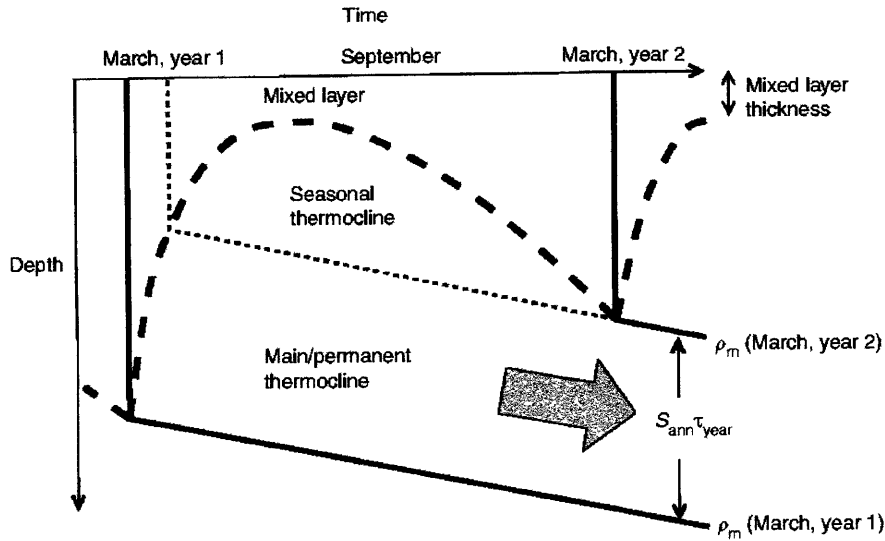 Time
March, year 1
September
March, year 2
Mixed layer
Mixed layer
thickness
Seasonal
thermocline
Depth
ρm (March, year 2)
Main/permanent
thermocline
Sannτyear
ρm (March, year 1)